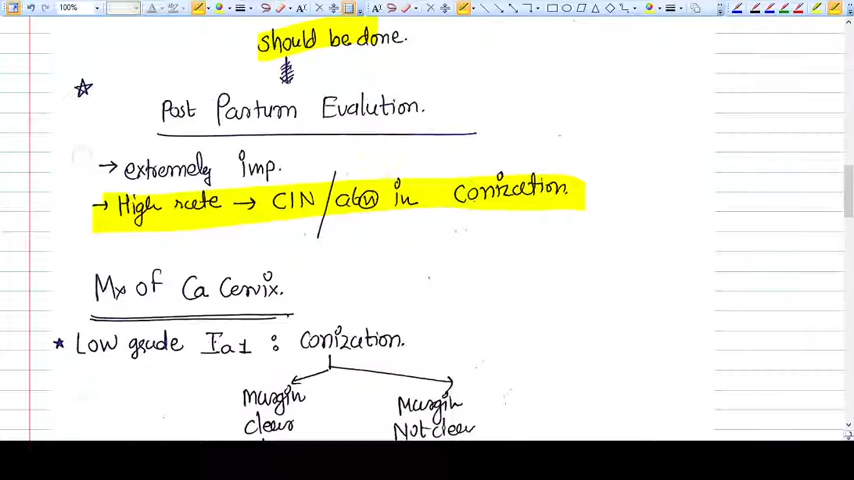 100%
should be done.
Post Partum Evalution.
→ extremely imp.
→ High rate → CIN / abⓝ in Conization
Mx of Ca Cervix.
* Low grade Ia1 : Conization.
Margin Margin
clear Not clear